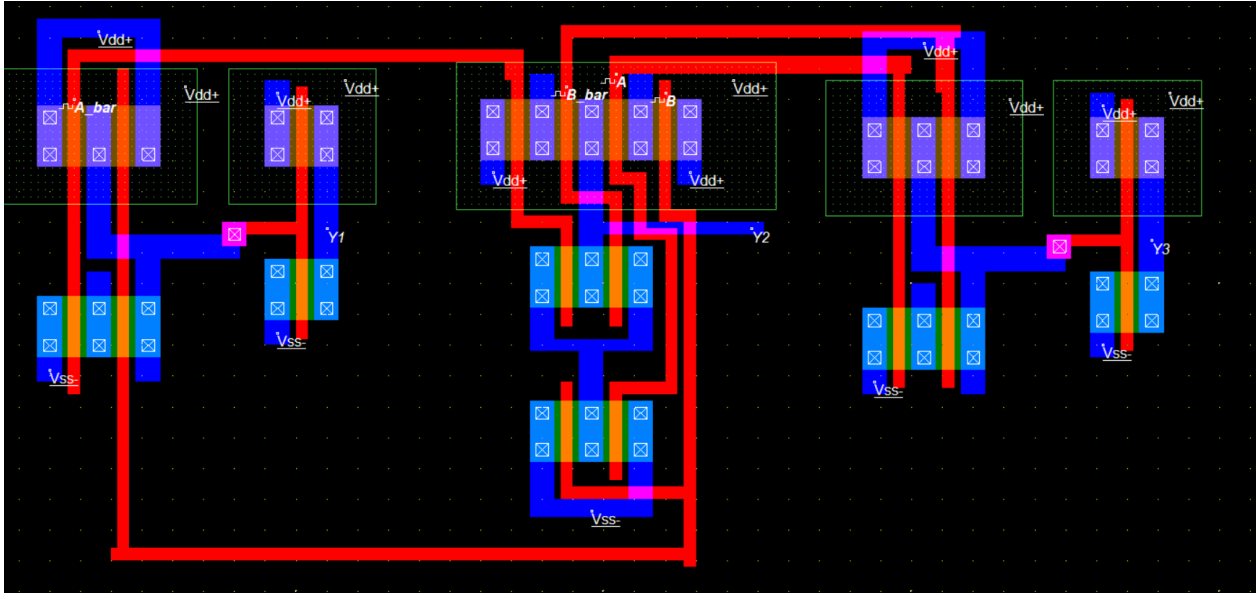 Vdd+
Vdd+
A_bar
Vdd+
Vdd+
Y1
Vss-
Vss-
A
B_bar
B
Vdd+
Vdd+
Vdd+
Y2
Vss-
Vdd+
Vdd+
Vdd+
Vdd+
Y3
Vss-
Vss-